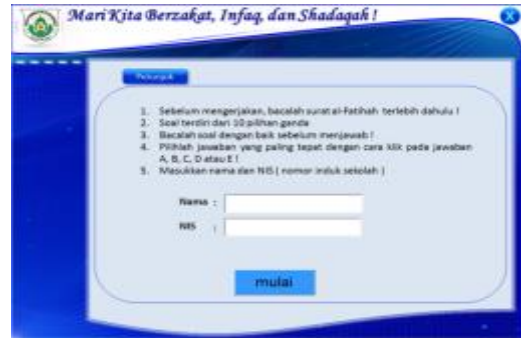 Mari Kita Berzakat, Infaq, dan Shadaqah !
X
Petunjuk
1. Sebelum mengerjakan, bacalah surat al-Fatihah terlebih dahulu !
2. Soal terdiri dari 10 pilihan ganda
3. Bacalah soal dengan baik sebelum menjawab !
4. Pilihlah jawaban yang paling tepat dengan cara klik pada jawaban
A, B, C, D atau E !
5. Masukkan nama dan NIS ( nomor induk sekolah )
Nama :
NIS :
mulai